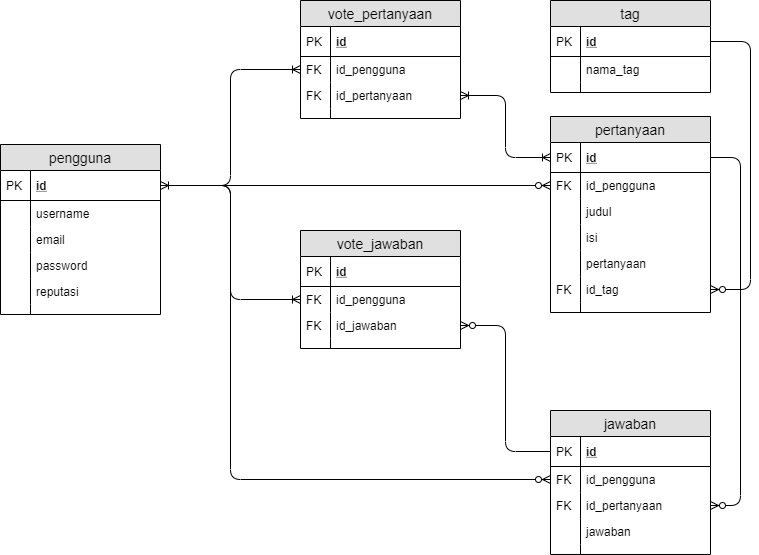 vote_pertanyaan
PK id
FK id_pengguna
FK id_pertanyaan
tag
PK id
nama_tag
pengguna
PK id
username
email
password
reputasi
pertanyaan
PK id
FK id_pengguna
judul
isi
pertanyaan
FK id_tag
vote_jawaban
PK id
FK id_pengguna
FK id_jawaban
jawaban
PK id
FK id_pengguna
FK id_pertanyaan
jawaban